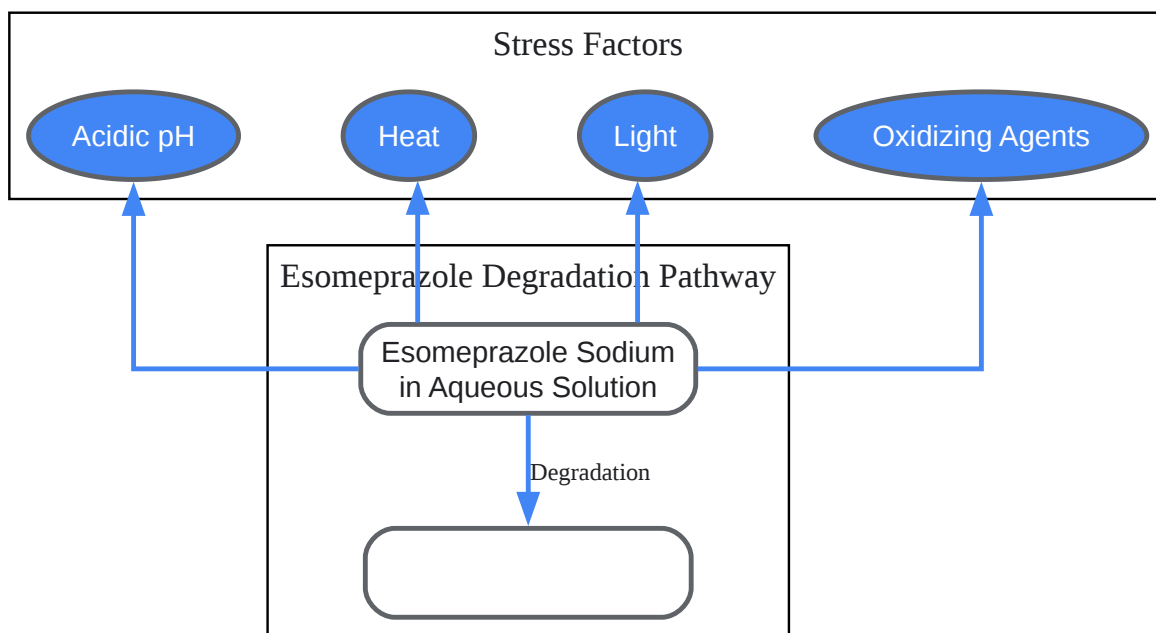 Stress Factors
Acidic pH
Heat
Light
Oxidizing Agents
Esomeprazole Degradation Pathway
Esomeprazole Sodium
in Aqueous Solution
Degradation